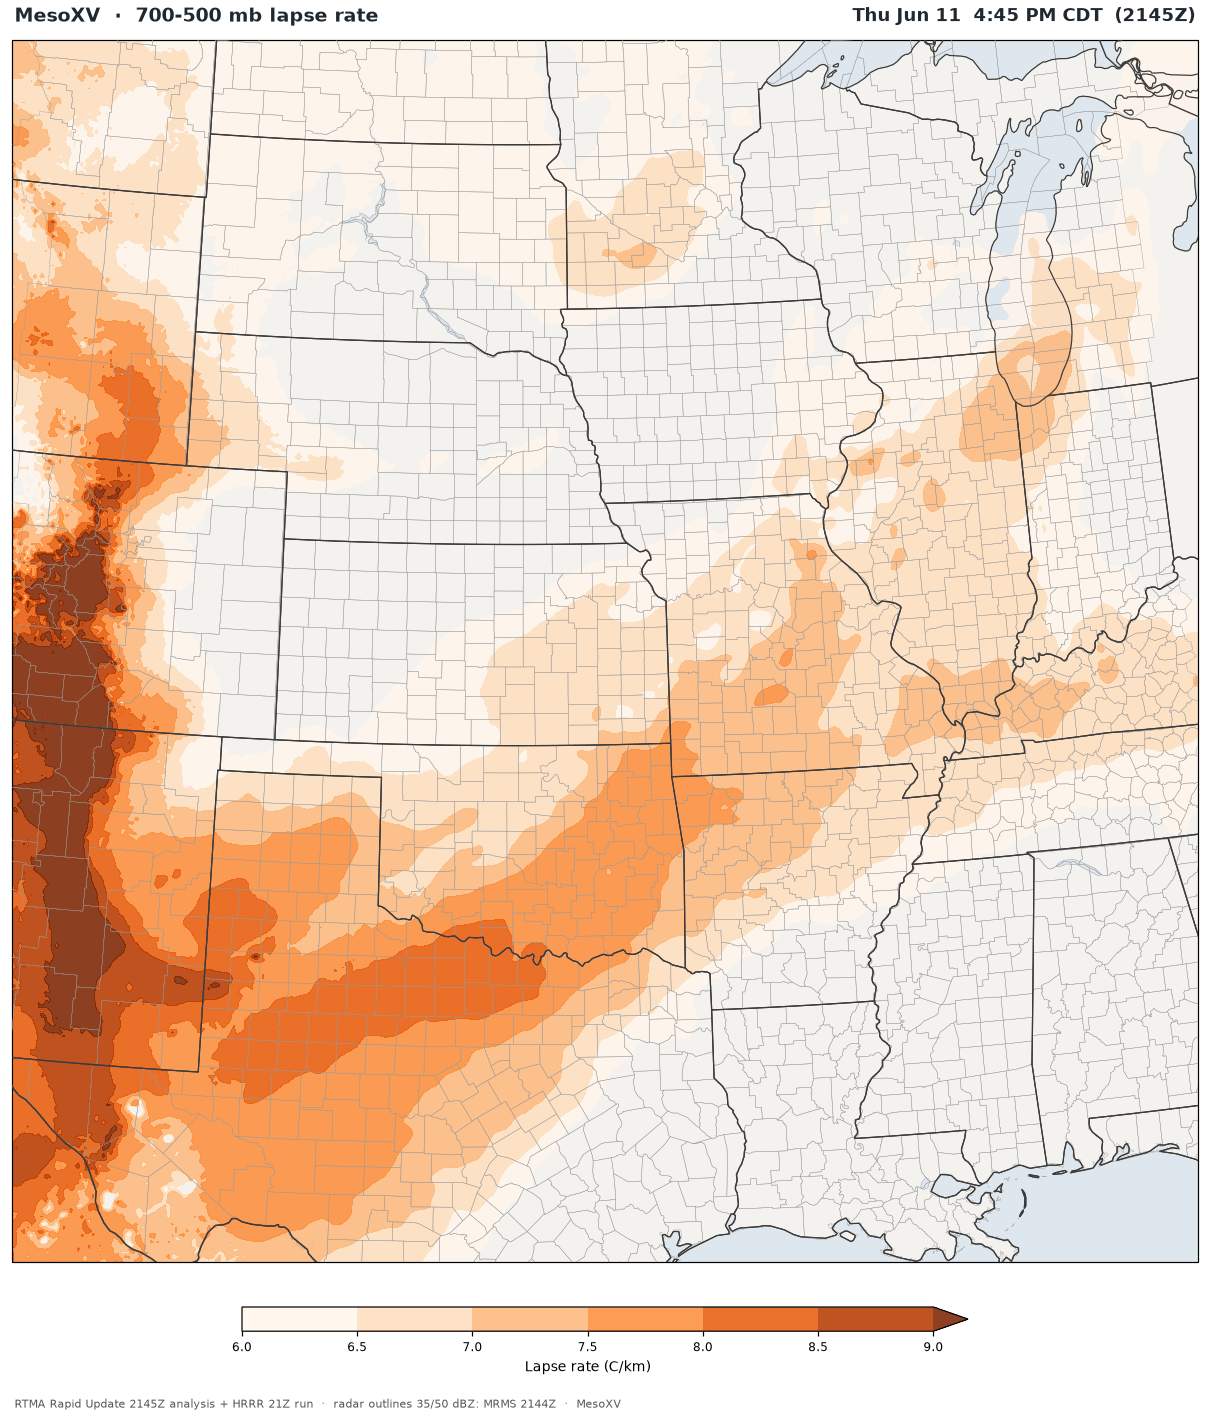 MesoXV · 700-500 mb lapse rate
Thu Jun 11 4:45 PM CDT (2145Z)
6.0 6.5 7.0 7.5 8.0 8.5 9.0
Lapse rate (C/km)
RTMA Rapid Update 2145Z analysis + HRRR 21Z run · radar outlines 35/50 dBZ: MRMS 2144Z · MesoXV